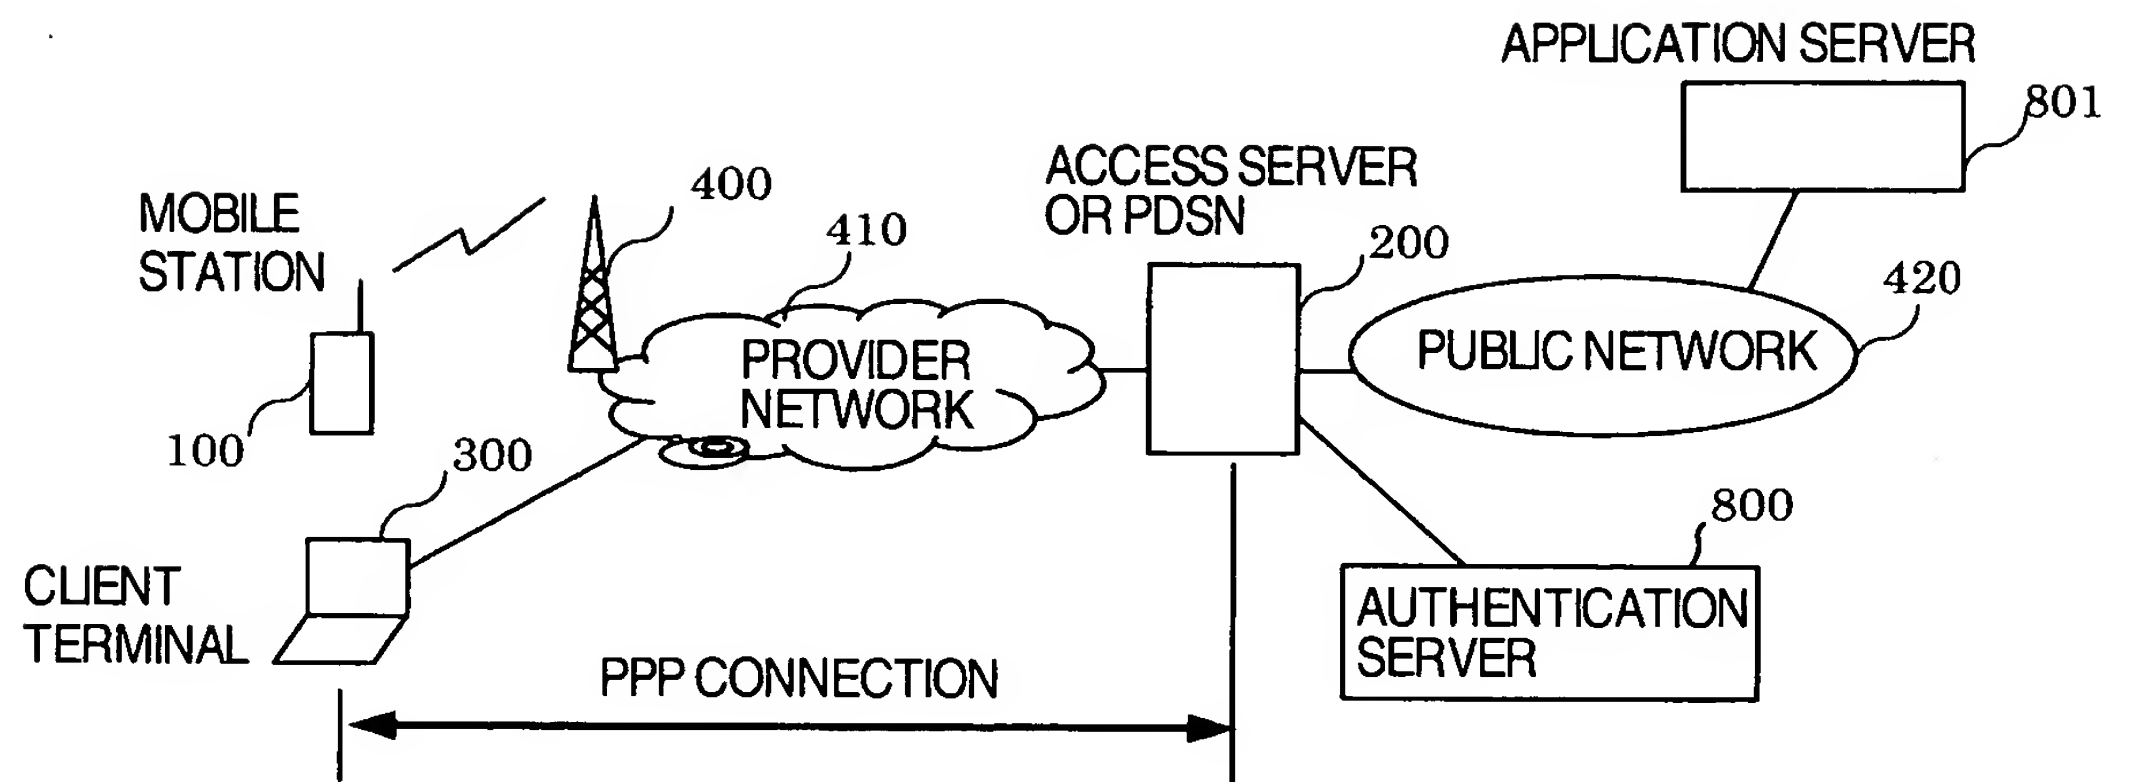 APPLICATION SERVER
801
ACCESS SERVER
OR PDSN
400
MOBILE
STATION
410
200
420
PROVIDER
NETWORK
PUBLIC NETWORK
100
300
800
CLIENT
TERMINAL
AUTHENTICATION
SERVER
PPP CONNECTION